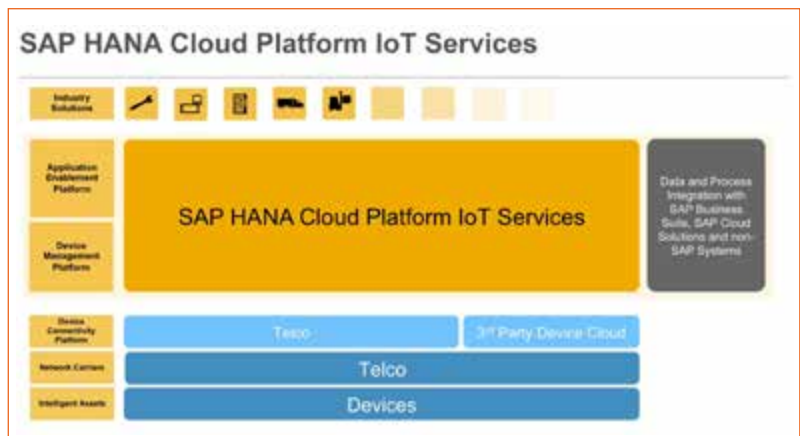 SAP HANA Cloud Platform IoT Services
Industry
Solutions
Application
Enablement
Platform
SAP HANA Cloud Platform IoT Services
Data and Process
Integration with
SAP Business
Suite, SAP Cloud
Solutions and non-
SAP Systems
Device
Management
Platform
Device
Connectivity
Platform
Telco
3rd Party Device Cloud
Network Carriers
Telco
Intelligent Assets
Devices